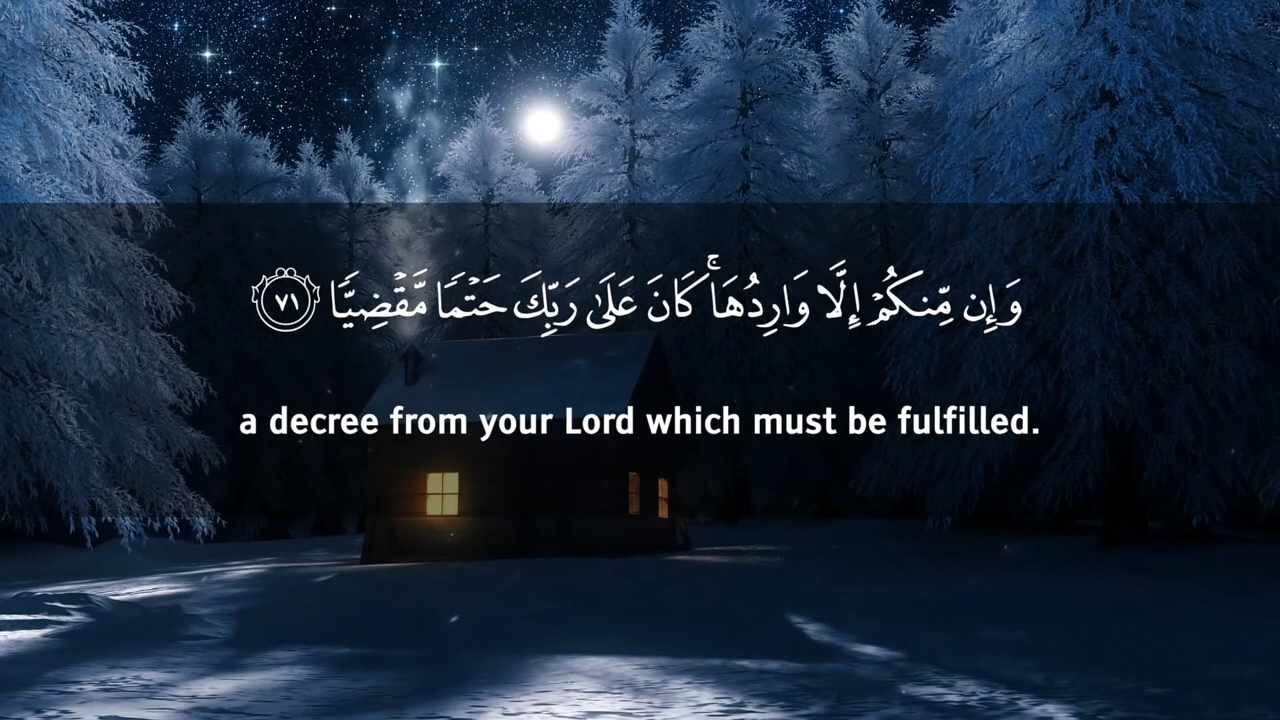 وَإِن مِّنكُمْ إِلَّا وَارِدُهَا ۚ كَانَ عَلَىٰ رَبِّكَ حَتْمًا مَّقْضِيًّا ٧١
a decree from your Lord which must be fulfilled.